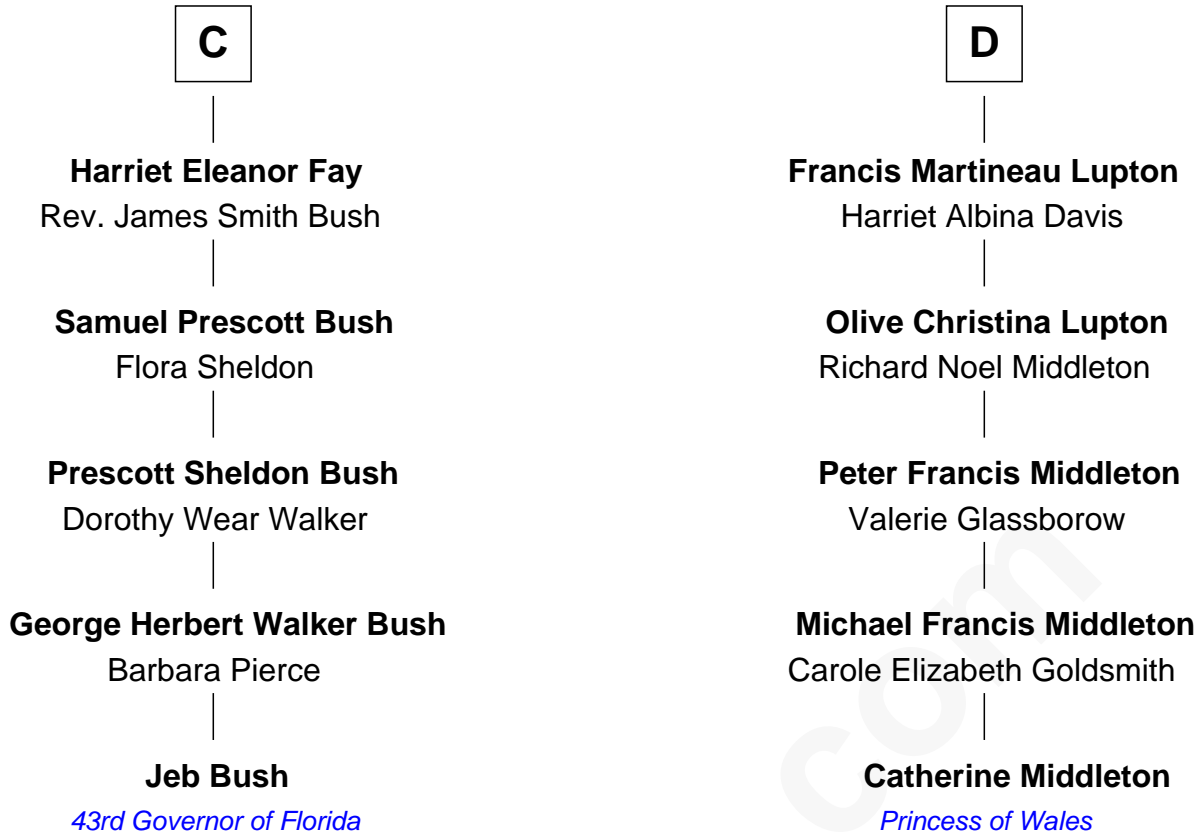 C
Harriet Eleanor Fay
Rev. James Smith Bush
Samuel Prescott Bush
Flora Sheldon
Prescott Sheldon Bush
Dorothy Wear Walker
George Herbert Walker Bush
Barbara Pierce
Jeb Bush
43rd Governor of Florida
D
Francis Martineau Lupton
Harriet Albina Davis
Olive Christina Lupton
Richard Noel Middleton
Peter Francis Middleton
Valerie Glassborow
Michael Francis Middleton
Carole Elizabeth Goldsmith
Catherine Middleton
Princess of Wales
com